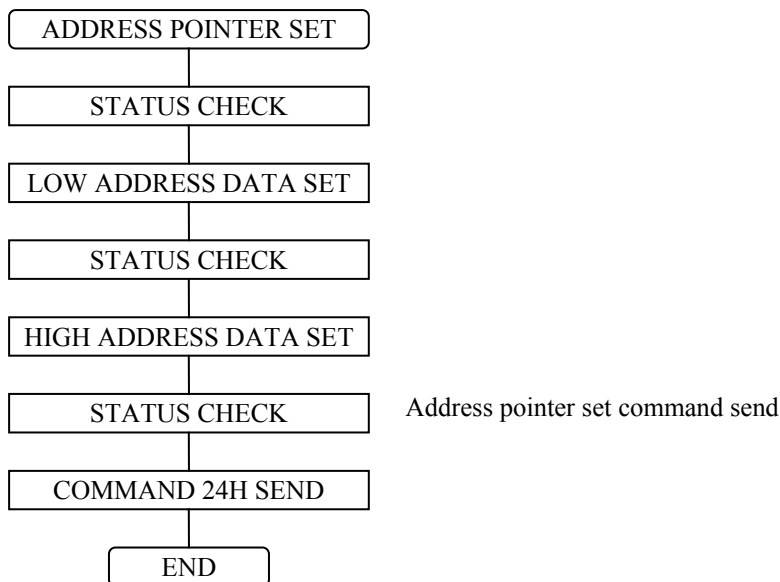 ADDRESS POINTER SET
STATUS CHECK
LOW ADDRESS DATA SET
STATUS CHECK
HIGH ADDRESS DATA SET
STATUS CHECK
Address pointer set command send
COMMAND 24H SEND
END